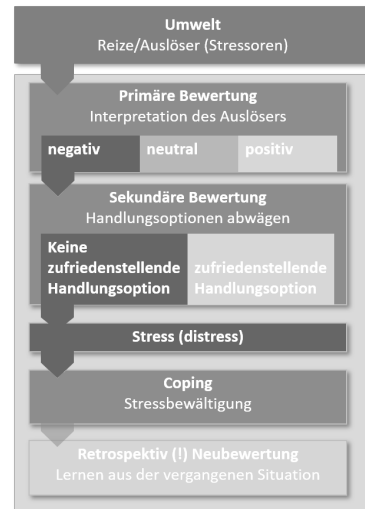 Umwelt
Reize/Auslöser (Stressoren)
Primäre Bewertung
Interpretation des Auslösers
negativ neutral positiv
Sekundäre Bewertung
Handlungsoptionen abwägen
Keine
zufriedenstellende
Handlungsoption
zufriedenstellende
Handlungsoption
Stress (distress)
Coping
Stressbewältigung
Retrospektiv (!) Neubewertung
Lernen aus der vergangenen Situation